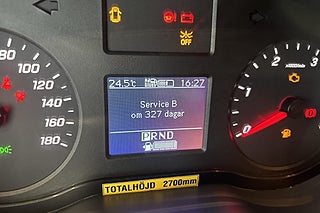 OFF
24.5°C 16:27
80
100
120
140
160
180
Service B
om 327 dagar
PRND
0
1
2
3
TOTALHÖJD 2700mm